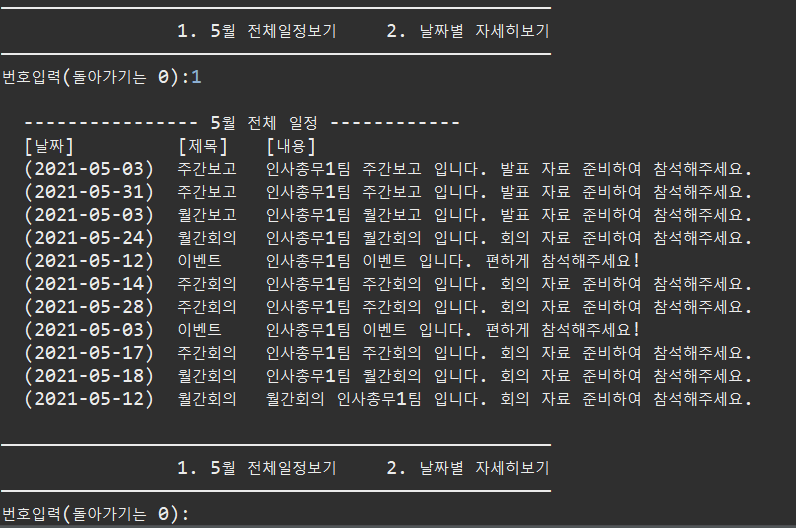 1. 5월 전체일정보기 2. 날짜별 자세히보기
번호입력(돌아가기는 0):1
---------------- 5월 전체 일정 ------------
[날짜] [제목] [내용]
(2021-05-03) 주간보고 인사총무1팀 주간보고 입니다. 발표 자료 준비하여 참석해주세요.
(2021-05-31) 주간보고 인사총무1팀 주간보고 입니다. 발표 자료 준비하여 참석해주세요.
(2021-05-03) 월간보고 인사총무1팀 월간보고 입니다. 발표 자료 준비하여 참석해주세요.
(2021-05-24) 월간회의 인사총무1팀 월간회의 입니다. 회의 자료 준비하여 참석해주세요.
(2021-05-12) 이벤트 인사총무1팀 이벤트 입니다. 편하게 참석해주세요!
(2021-05-14) 주간회의 인사총무1팀 주간회의 입니다. 회의 자료 준비하여 참석해주세요.
(2021-05-28) 주간회의 인사총무1팀 주간회의 입니다. 회의 자료 준비하여 참석해주세요.
(2021-05-03) 이벤트 인사총무1팀 이벤트 입니다. 편하게 참석해주세요!
(2021-05-17) 주간회의 인사총무1팀 주간회의 입니다. 회의 자료 준비하여 참석해주세요.
(2021-05-18) 월간회의 인사총무1팀 월간회의 입니다. 회의 자료 준비하여 참석해주세요.
(2021-05-12) 월간회의 월간회의 인사총무1팀 입니다. 회의 자료 준비하여 참석해주세요.
1. 5월 전체일정보기 2. 날짜별 자세히보기
번호입력(돌아가기는 0):